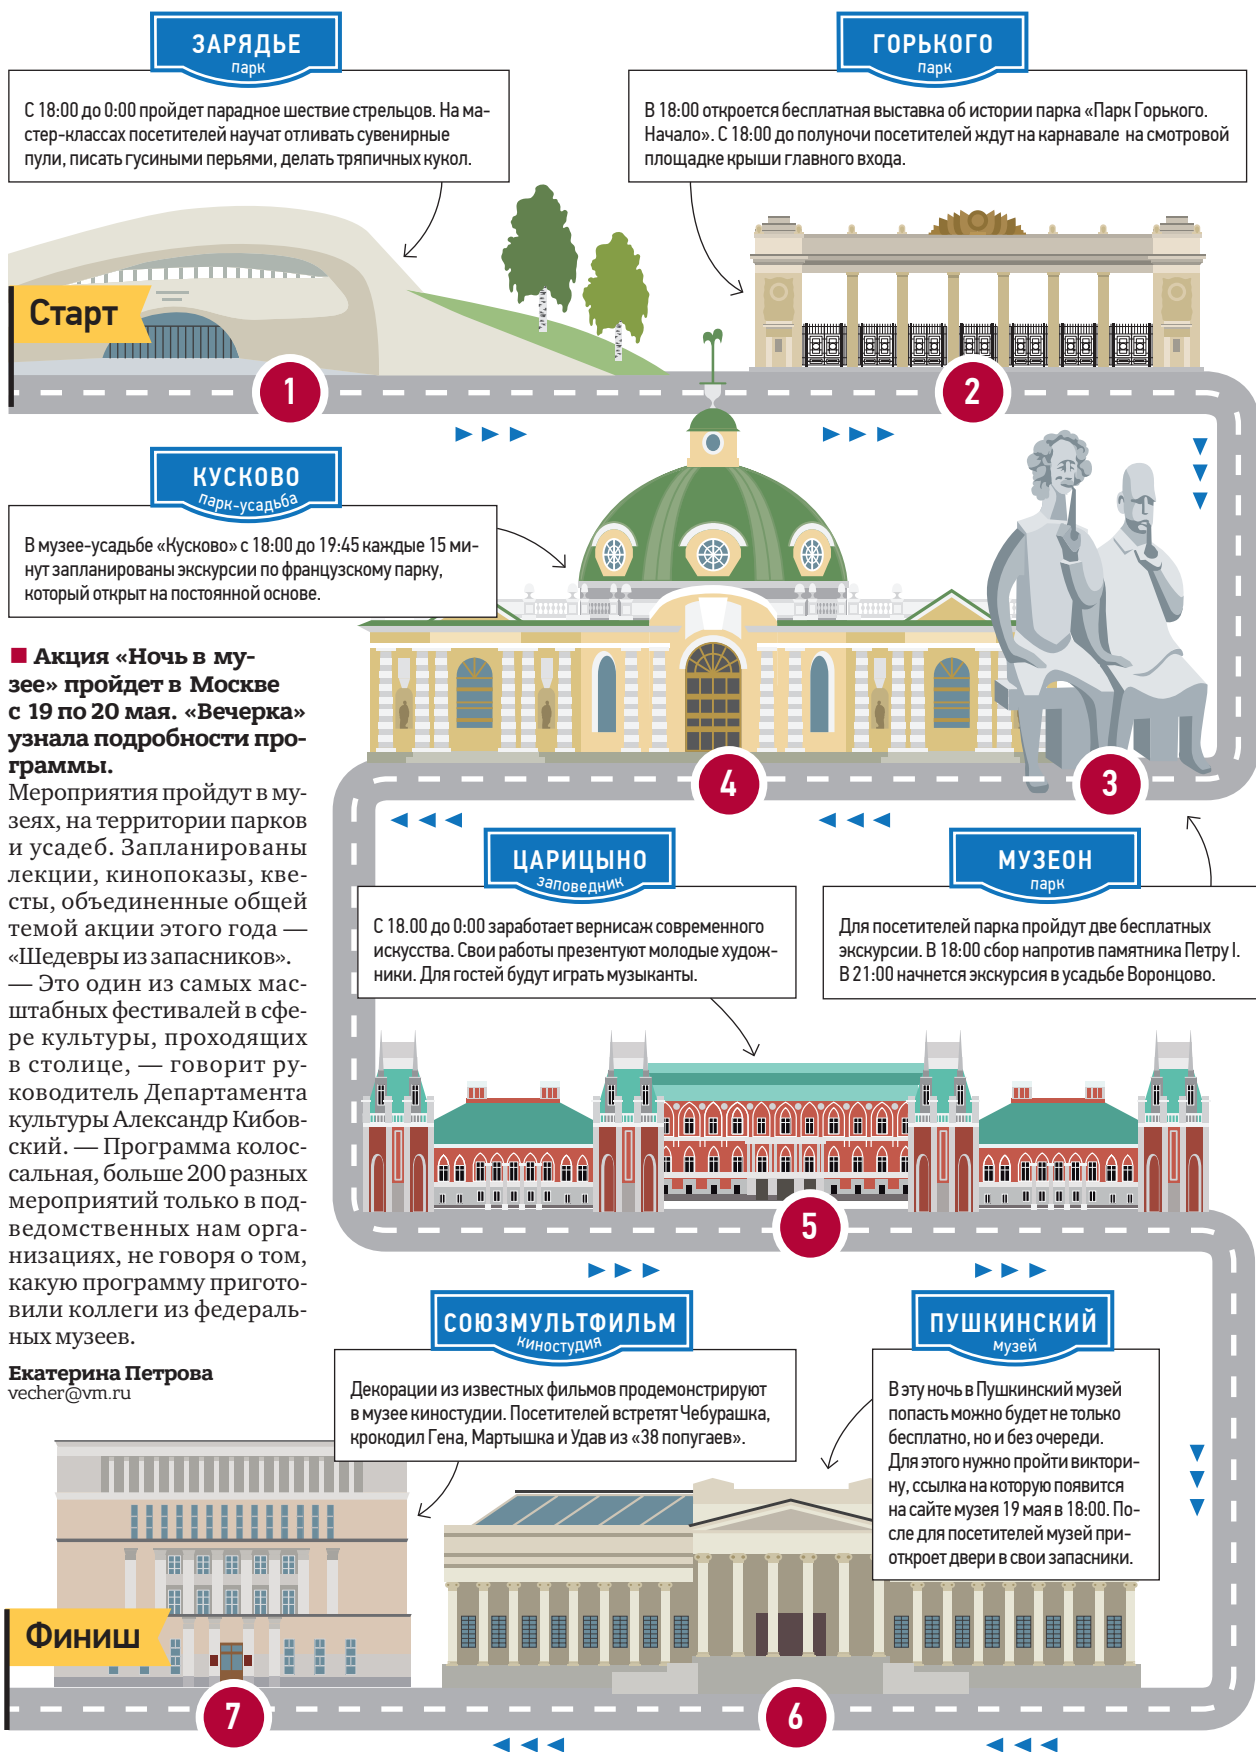 ЗАРЯДЬЕ
парк
С 18:00 до 0:00 пройдет парадное шествие стрельцов. На ма-
стер-классах посетителей научат отливать сувенирные
пули, писать гусиными перьями, делать тряпичных кукол.
ГОРЬКОГО
парк
В 18:00 откроется бесплатная выставка об истории парка «Парк Горького.
Начало». С 18:00 до полуночи посетителей ждут на карнавале на смотровой
площадке крыши главного входа.
Старт
1
2
КУСКОВО
парк-усадьба
В музее-усадьбе «Кусково» с 18:00 до 19:45 каждые 15 ми-
нут запланированы экскурсии по французскому парку,
который открыт на постоянной основе.
■ Акция «Ночь в му-
зее» пройдет в Москве
с 19 по 20 мая. «Вечерка»
узнала подробности про-
граммы.
Мероприятия пройдут в му-
зеях, на территории парков
и усадеб. Запланированы
лекции, кинопоказы, кве-
сты, объединенные общей
темой акции этого года —
«Шедевры из запасников».
— Это один из самых мас-
штабных фестивалей в сфе-
ре культуры, проходящих
в столице, — говорит ру-
ководитель Департамента
культуры Александр Кибов-
ский. — Программа колос-
сальная, больше 200 разных
мероприятий только в под-
ведомственных нам орга-
низациях, не говоря о том,
какую программу пригото-
вили коллеги из федераль-
ных музеев.
Екатерина Петрова
vecher@vm.ru
4
3
ЦАРИЦЫНО
заповедник
С 18.00 до 0:00 заработает вернисаж современного
искусства. Свои работы презентуют молодые худож-
ники. Для гостей будут играть музыканты.
МУЗЕОН
парк
Для посетителей парка пройдут две бесплатных
экскурсии. В 18:00 сбор напротив памятника Петру I.
В 21:00 начнется экскурсия в усадьбе Воронцово.
5
СОЮЗМУЛЬТФИЛЬМ
киностудия
Декорации из известных фильмов продемонстрируют
в музее киностудии. Посетителей встретят Чебурашка,
крокодил Гена, Мартышка и Удав из «38 попугаев».
ПУШКИНСКИЙ
музей
В эту ночь в Пушкинский музей
попасть можно будет не только
бесплатно, но и без очереди.
Для этого нужно пройти виктори-
ну, ссылка на которую появится
на сайте музея 19 мая в 18:00. По-
сле для посетителей музей при-
откроет двери в свои запасники.
Финиш
7
6